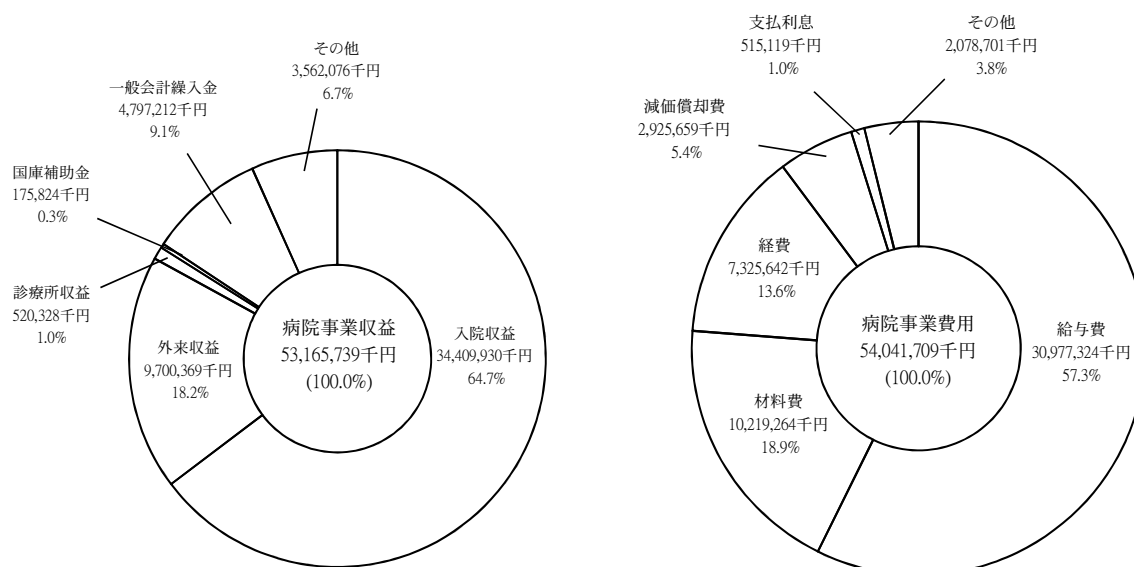 その他
3,562,076千円
6.7%
一般会計繰入金
4,797,212千円
9.1%
国庫補助金
175,824千円
0.3%
診療所収益
520,328千円
1.0%
外来収益
9,700,369千円
18.2%
病院事業収益
53,165,739千円
(100.0%)
入院収益
34,409,930千円
64.7%
支払利息
515,119千円
1.0%
その他
2,078,701千円
3.8%
減価償却費
2,925,659千円
5.4%
経費
7,325,642千円
13.6%
材料費
10,219,264千円
18.9%
病院事業費用
54,041,709千円
(100.0%)
給与費
30,977,324千円
57.3%